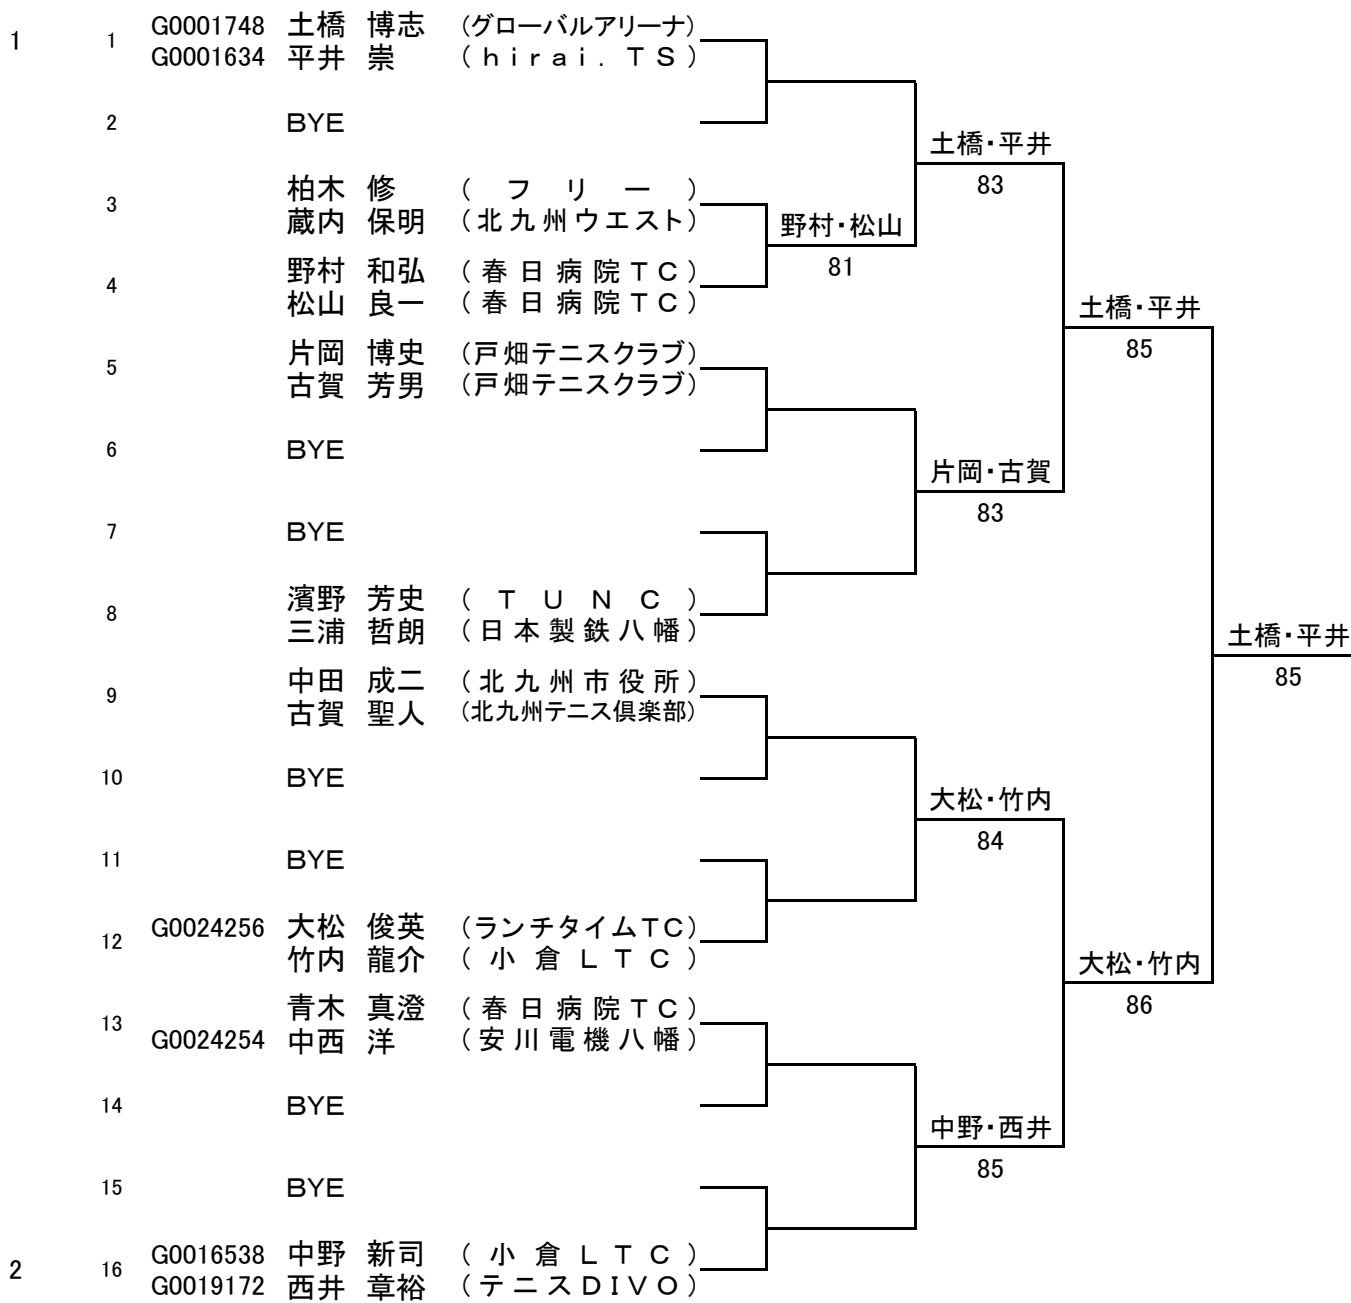 1 1 G0001748 土橋 博志 (グローバルアリーナ)
G0001634 平井 崇 (ｈｉｒａｉ．ＴＳ)
2 BYE
土橋・平井
83
3 柏木 修 (フリー)
蔵内 保明 (北九州ウエスト)
野村・松山
81
4 野村 和弘 (春日病院ＴＣ)
松山 良一 (春日病院ＴＣ)
土橋・平井
85
5 片岡 博史 (戸畑テニスクラブ)
古賀 芳男 (戸畑テニスクラブ)
6 BYE
片岡・古賀
83
7 BYE
8 濱野 芳史 (ＴＵＮＣ)
三浦 哲朗 (日本製鉄八幡)
土橋・平井
85
9 中田 成二 (北九州市役所)
古賀 聖人 (北九州テニス倶楽部)
10 BYE
大松・竹内
84
11 BYE
12 G0024256 大松 俊英 (ランチタイムTC)
竹内 龍介 (小倉ＬＴＣ)
大松・竹内
86
13 青木 真澄 (春日病院ＴＣ)
G0024254 中西 洋 (安川電機八幡)
14 BYE
中野・西井
85
15 BYE
2 16 G0016538 中野 新司 (小倉ＬＴＣ)
G0019172 西井 章裕 (テニスＤＩＶＯ)